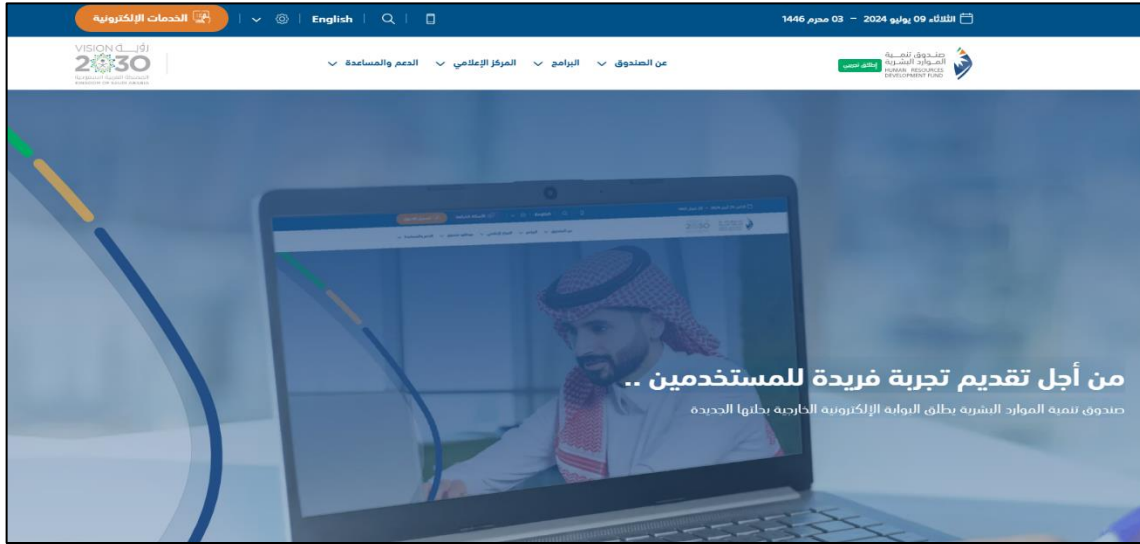 الثلاثاء 09 يوليو 2024 – 03 محرم 1446
English
الخدمات الإلكترونية
صندوق تنمية
الموارد البشرية
HUMAN RESOURCES
DEVELOPMENT FUND
إطلاق تجريبي
عن الصندوق
البرامج
المركز الإعلامي
الدعم والمساعدة
VISION رؤية
2030
المملكة العربية السعودية
KINGDOM OF SAUDI ARABIA
من أجل تقديم تجربة فريدة للمستخدمين ..
صندوق تنمية الموارد البشرية يطلق البوابة الإلكترونية الخارجية بحلتها الجديدة